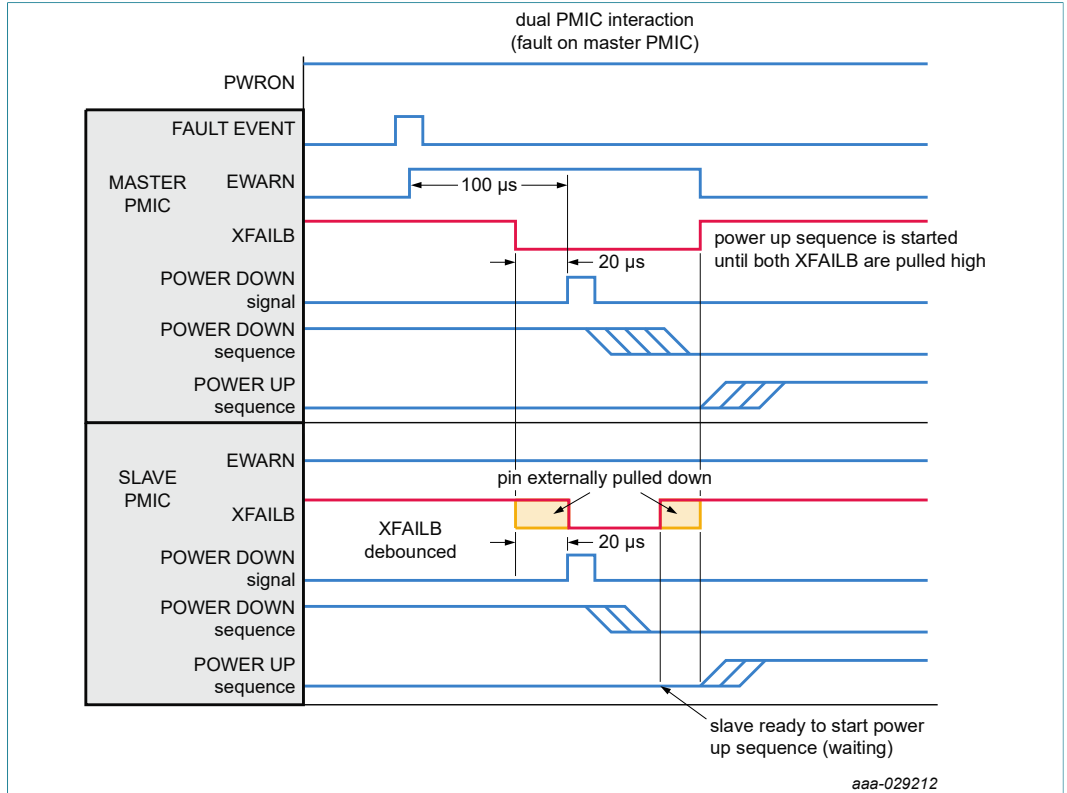 dual PMIC interaction
(fault on master PMIC)
PWRON
FAULT EVENT
MASTER
PMIC
EWARN
100 µs
XFAILB
power up sequence is started
until both XFAILB are pulled high
20 µs
POWER DOWN
signal
POWER DOWN
sequence
POWER UP
sequence
SLAVE
PMIC
EWARN
pin externally pulled down
XFAILB
XFAILB
debounced
20 µs
POWER DOWN
signal
POWER DOWN
sequence
POWER UP
sequence
slave ready to start power
up sequence (waiting)
aaa-029212